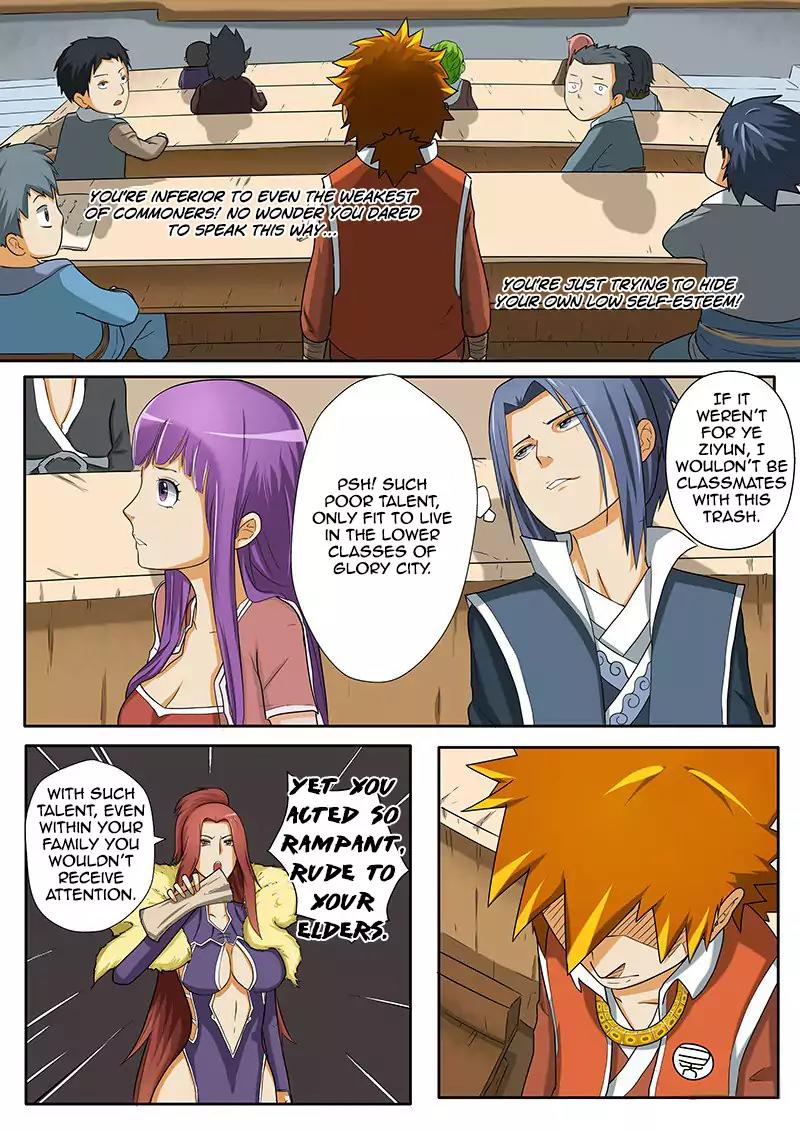 YOU'RE INFERIOR TO EVEN THE WEAKEST
OF COMMONERS! NO WONDER YOU DARED
TO SPEAK THIS WAY...
YOU'RE JUST TRYING TO HIDE
YOUR OWN LOW SELF-ESTEEM!
IF IT
WEREN'T
FOR YE
ZIYUN, I
WOULDN'T BE
CLASSMATES
WITH THIS
TRASH.
PSH! SUCH
POOR TALENT,
ONLY FIT TO LIVE
IN THE LOWER
CLASSES OF
GLORY CITY.
WITH SUCH
TALENT, EVEN
WITHIN YOUR
FAMILY YOU
WOULDN'T
RECEIVE
ATTENTION.
YET YOU
ACTED SO
RAMPANT,
RUDE TO
YOUR
ELDERS.